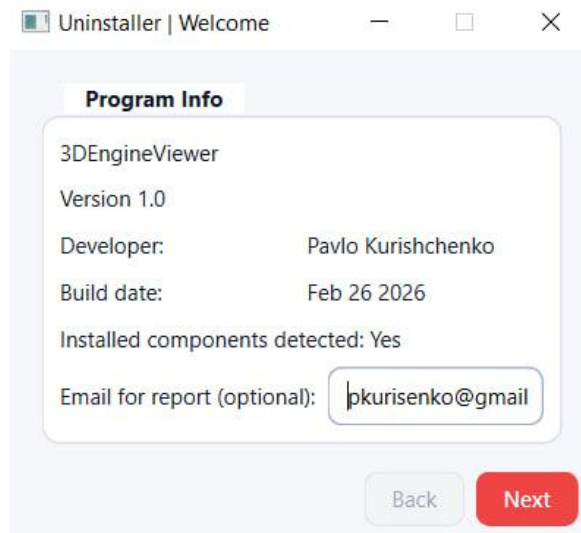 Uninstaller | Welcome
Program Info
3DEngineViewer
Version 1.0
Developer: Pavlo Kurishchenko
Build date: Feb 26 2026
Installed components detected: Yes
Email for report (optional): pkurisenko@gmail
Back Next